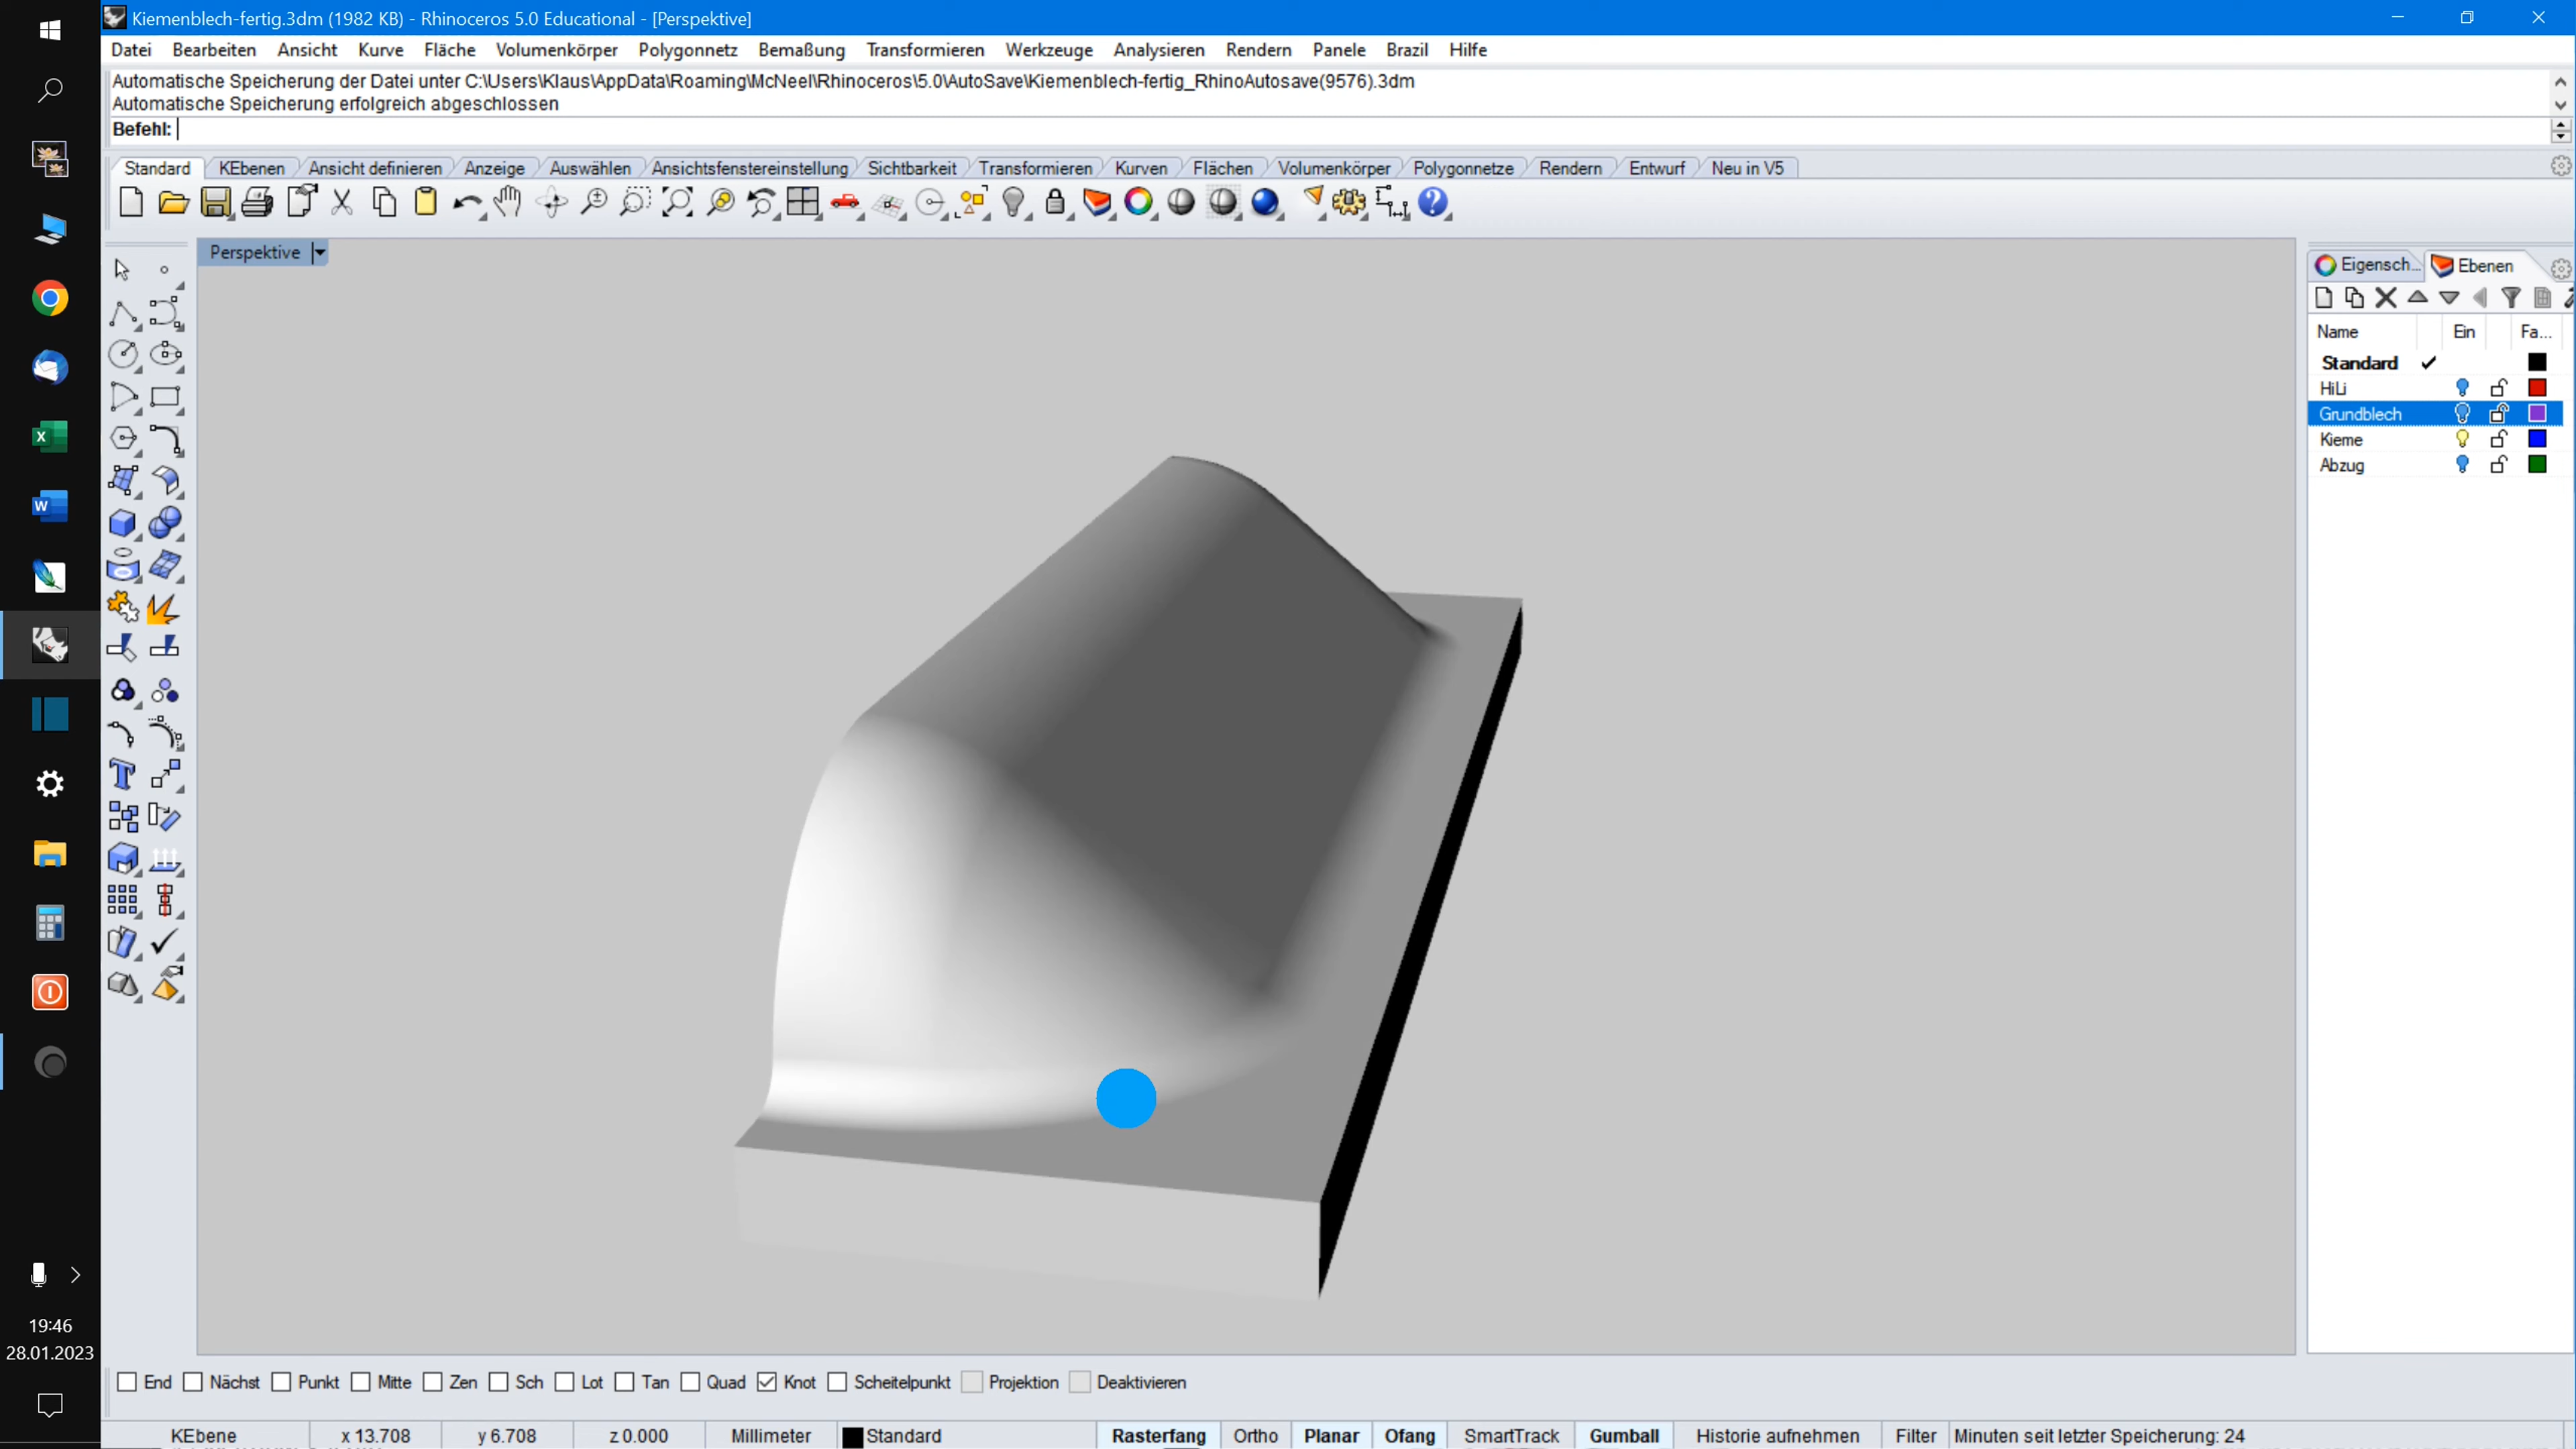 Kiemenblech-fertig.3dm (1982 KB) - Rhinoceros 5.0 Educational - [Perspektive]
Datei Bearbeiten Ansicht Kurve Fläche Volumenkörper Polygonnetz Bemaßung Transformieren Werkzeuge Analysieren Rendern Panele Brazil Hilfe
Automatische Speicherung der Datei unter C:\Users\Klaus\AppData\Roaming\McNeel\Rhinoceros\5.0\AutoSave\Kiemenblech-fertig_RhinoAutosave(9576).3dm
Automatische Speicherung erfolgreich abgeschlossen
Befehl:
Standard KEbenen Ansicht definieren Anzeige Auswählen Ansichtsfenstereinstellung Sichtbarkeit Transformieren Kurven Flächen Volumenkörper Polygonnetze Rendern Entwurf Neu in V5
Perspektive
Eigensch... Ebenen
Name Ein Fa...
Standard
HiLi
Grundblech
Kieme
Abzug
19:46
28.01.2023
End Nächst Punkt Mitte Zen Sch Lot Tan Quad Knot Scheitelpunkt Projektion Deaktivieren
KEbene x 13.708 y 6.708 z 0.000 Millimeter Standard Rasterfang Ortho Planar Ofang SmartTrack Gumball Historie aufnehmen Filter Minuten seit letzter Speicherung: 24